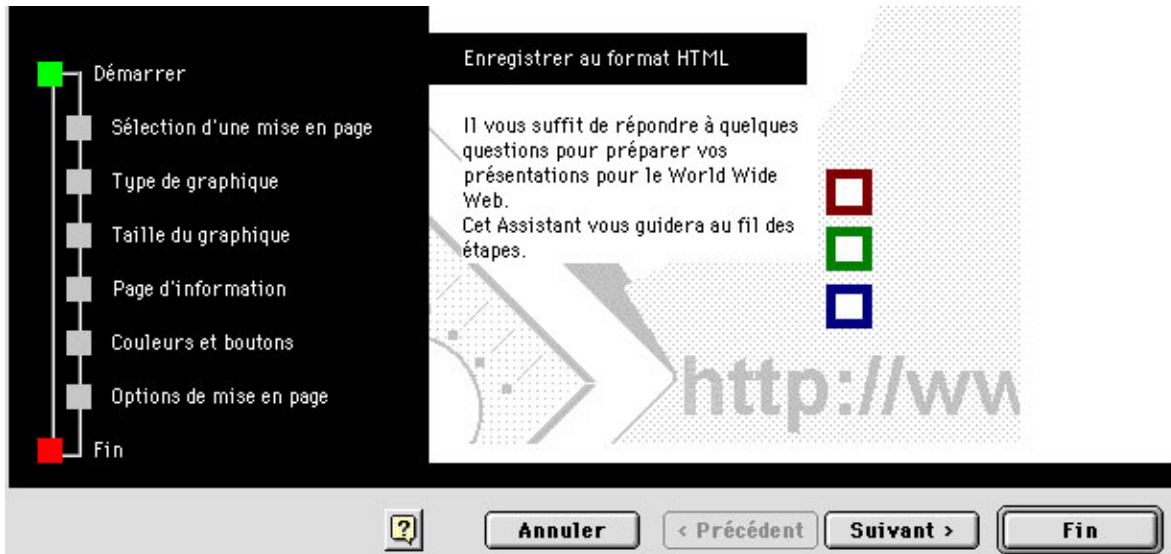 Démarrer
Sélection d'une mise en page
Type de graphique
Taille du graphique
Page d'information
Couleurs et boutons
Options de mise en page
Fin
Enregistrer au format HTML
Il vous suffit de répondre à quelques
questions pour préparer vos
présentations pour le World Wide
Web.
Cet Assistant vous guidera au fil des
étapes.
http://ww
?
Annuler
< Précédent
Suivant >
Fin